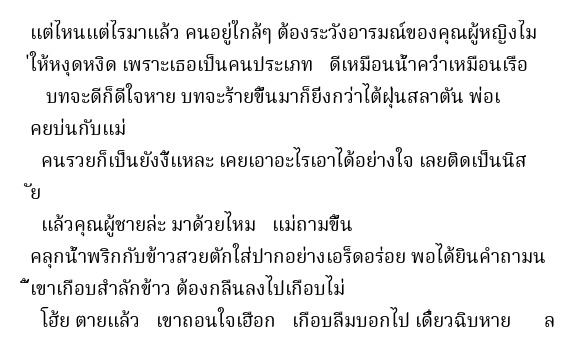 แต่ไหนแต่ไรมาแล้ว คนอยู่ใกล้ๆ ต้องระวังอารมณ์ของคุณผู้หญิงไม
่ให้หงุดหงิด เพราะเธอเป็นคนประเภท ดีเหมือนน้ำคว่ำเหมือนเรือ
บทจะดีก็ดีใจหาย บทจะร้ายขึ้นมาก็ยิ่งกว่าไต้ฝุ่นสลาตัน พ่อเ
คยบ่นกับแม่
คนรวยก็เป็นยังงี้แหละ เคยเอาอะไรเอาได้อย่างใจ เลยติดเป็นนิส
ัย
แล้วคุณผู้ชายล่ะ มาด้วยไหม แม่ถามขึ้น
คลุกน้ำพริกกับข้าวสวยตักใส่ปากอย่างเอร็ดอร่อย พอได้ยินคำถามน
ี้เขาเกือบสำลักข้าว ต้องกลืนลงไปเกือบไม่
โฮ้ย ตายแล้ว เขาถอนใจเฮือก เกือบลืมบอกไป เดี๋ยวฉิบหาย ล